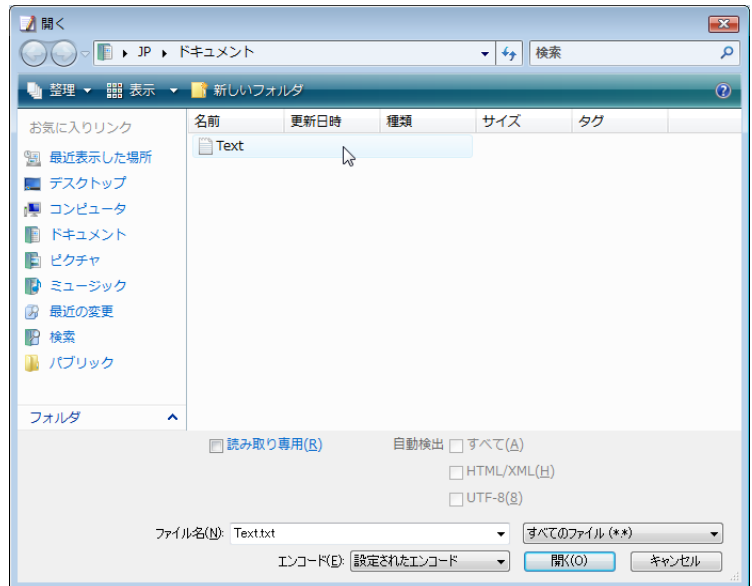 開く
JP ドキュメント 検索
整理 表示 新しいフォルダ
お気に入りリンク
最近表示した場所
デスクトップ
コンピュータ
ドキュメント
ピクチャ
ミュージック
最近の変更
検索
パブリック
フォルダ
名前 更新日時 種類 サイズ タグ
Text
読み取り専用(R) 自動検出 すべて(A)
HTML/XML(H)
UTF-8(8)
ファイル名(N): Text.txt すべてのファイル (*.*)
エンコード(E): 設定されたエンコード 開く(O) キャンセル